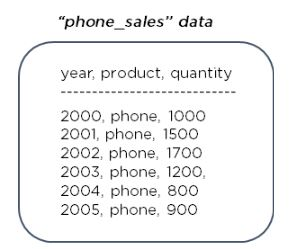 “phone_sales” data
year, product, quantity
----------------------------
2000, phone, 1000
2001, phone, 1500
2002, phone, 1700
2003, phone, 1200,
2004, phone, 800
2005, phone, 900